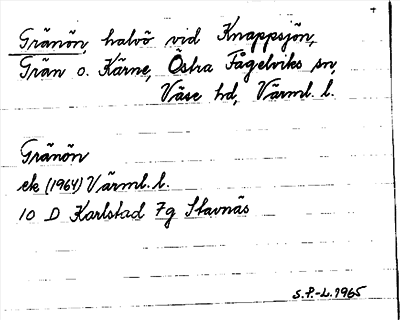 Gränön, halvö vid Knappsjön,
Grän o. Kärne, Östra Fågelviks sn,
Väse hd, Värml. l.
Gränön
ek (1964) Värml. l.
10 D Karlstad 7g Stavnäs
S.P.-L. 1965